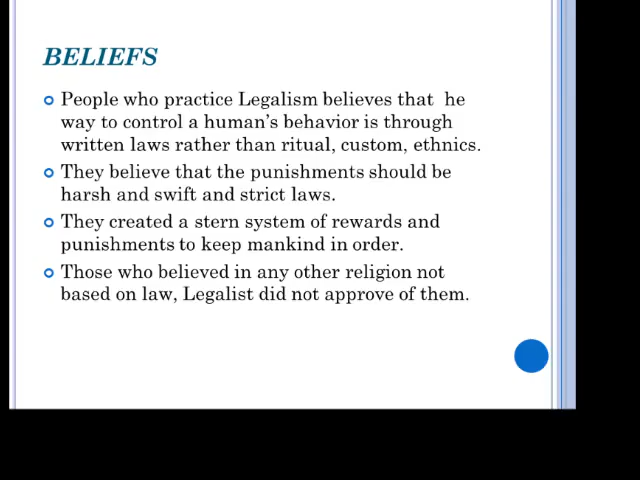 BELIEFS
People who practice Legalism believes that he
way to control a human's behavior is through
written laws rather than ritual, custom, ethnics.
They believe that the punishments should be
harsh and swift and strict laws.
They created a stern system of rewards and
punishments to keep mankind in order.
Those who believed in any other religion not
based on law, Legalist did not approve of them.